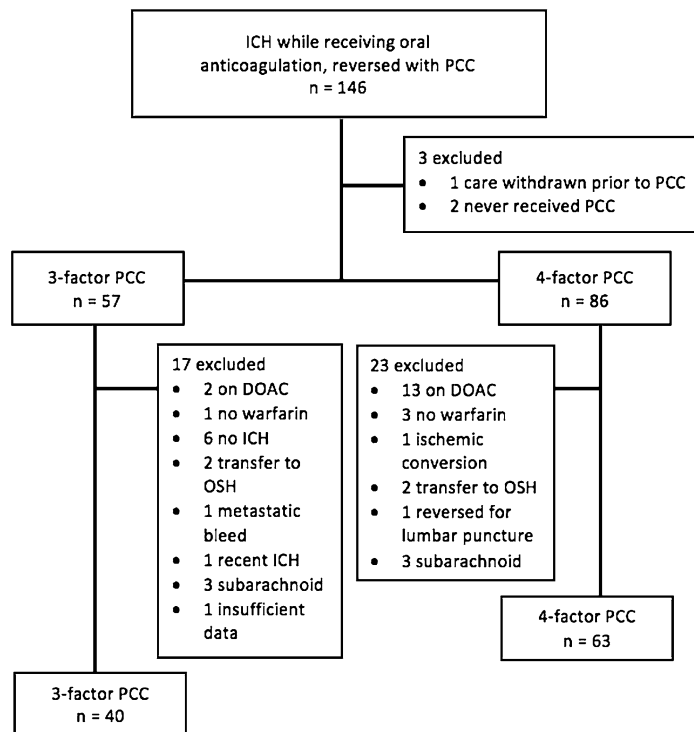 ICH while receiving oral
anticoagulation, reversed with PCC
n = 146
3 excluded
• 1 care withdrawn prior to PCC
• 2 never received PCC
3-factor PCC
n = 57
4-factor PCC
n = 86
17 excluded
• 2 on DOAC
• 1 no warfarin
• 6 no ICH
• 2 transfer to
OSH
• 1 metastatic
bleed
• 1 recent ICH
• 3 subarachnoid
• 1 insufficient
data
23 excluded
• 13 on DOAC
• 3 no warfarin
• 1 ischemic
conversion
• 2 transfer to OSH
• 1 reversed for
lumbar puncture
• 3 subarachnoid
4-factor PCC
n = 63
3-factor PCC
n = 40